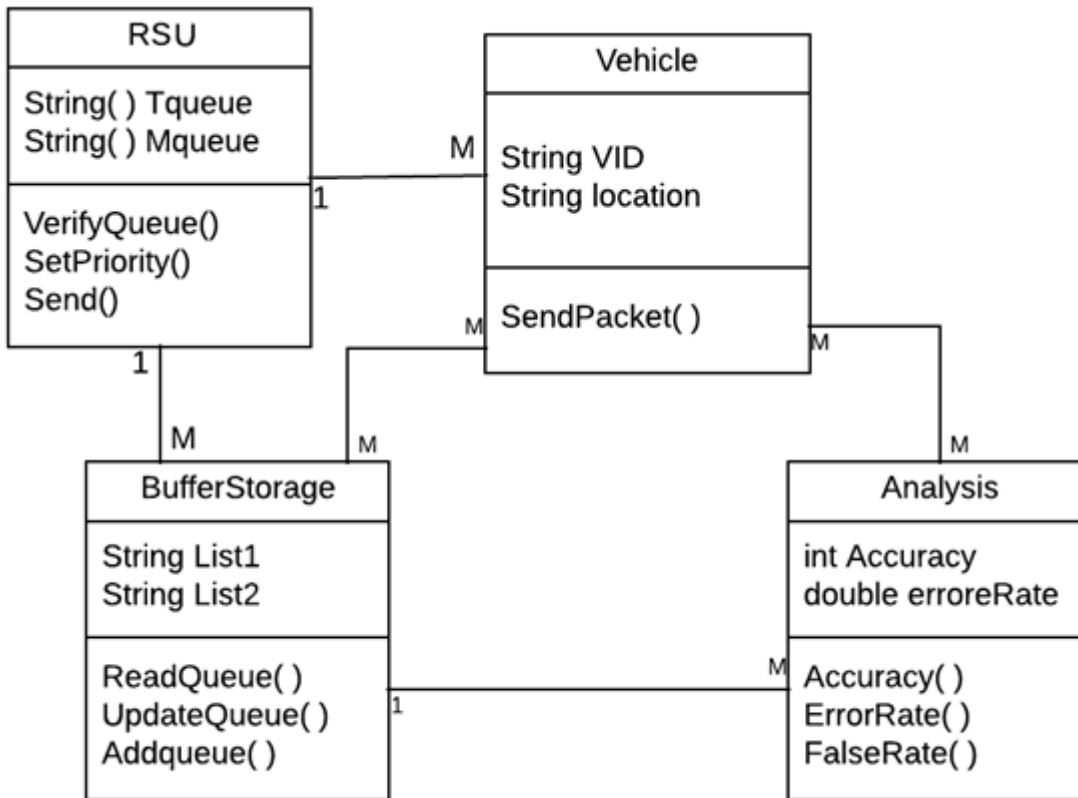 RSU
String( ) Tqueue
String( ) Mqueue
VerifyQueue()
SetPriority()
Send()
1
M
1
M
Vehicle
String VID
String location
SendPacket( )
M
M
M
M
BufferStorage
String List1
String List2
ReadQueue( )
UpdateQueue( )
Addqueue( )
1
M
Analysis
int Accuracy
double erroreRate
Accuracy( )
ErrorRate( )
FalseRate( )